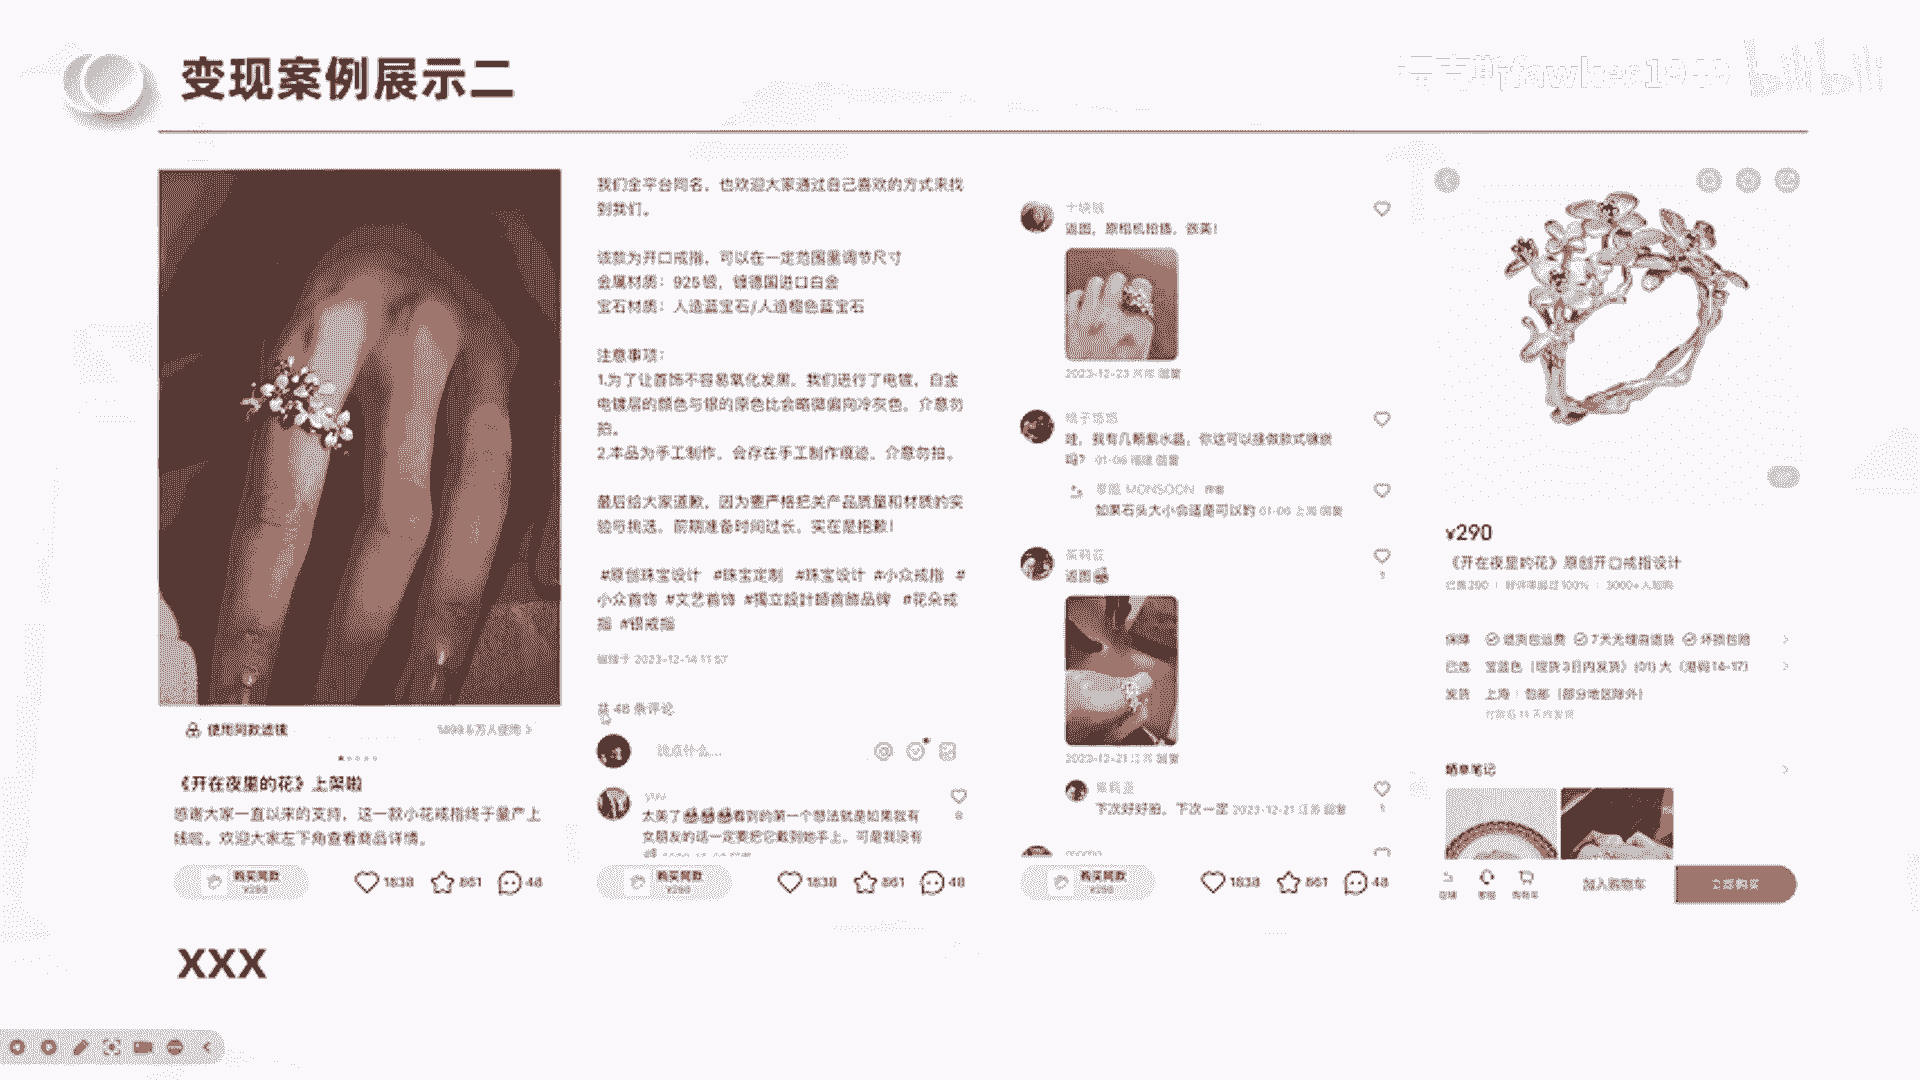 变现案例展示二
bilibili
使用同款滤镜
《开在夜里的花》上架啦
感谢大家一直以来的支持，这一款小花戒指终于量产上
线啦。欢迎大家左下角查看商品详情。
购买同款
¥290
1838
861
48
我们全平台同名，也欢迎大家通过自己喜欢的方式来找
到我们。
该款为开口戒指，可以在一定范围里调节尺寸
金属材质：925银，镀德国进口白金
宝石材质：人造蓝宝石/人造橙色蓝宝石
注意事项：
1.为了让首饰不容易氧化发黑，我们进行了电镀，白金
电镀层的颜色与银的原色比会略微偏向冷灰色，介意勿
拍。
2.本品为手工制作，会存在手工制作痕迹，介意勿拍。
最后给大家道歉，因为要严格把关产品质量和材质的实
验与挑选，前期准备时间过长，实在是抱歉！
#原创珠宝设计 #珠宝定制 #珠宝设计 #小众戒指 #
小众首饰 #文艺首饰 #獨立設計師首飾品牌 #花朵戒
指 #银戒指
编辑于 2023-12-14 11:57
共 48 条评论
说点什么...
yuu
太美了看到的第一个想法就是如果我有
女朋友的话一定要把它戴到她手上，可是我没有
购买同款
¥290
1838
861
48
返图，原相机拍摄，很美！
2023-12-23 回复
哇，我有几颗紫水晶，你这可以接做款式镶嵌
吗？ 01-06 福建 回复
MONSOON 作者
如果石头大小合适是可以的 01-06 上海 回复
茉莉花
返图
2023-12-21 江苏 回复
下次好好拍，下次一定 2023-12-21 江苏 回复
momo
购买同款
¥290
1838
861
48
¥290
《开在夜里的花》原创开口戒指设计
已售290 | 好评率超过100% | 3000+人加购
保障 退货包运费 7天无理由退货 坏损包赔
已选 宝蓝色（现货3日内发货）(01) 大（港码14-17）
发货 上海 | 包邮（部分地区除外）
晒单笔记
店铺
客服
购物车
加入购物车
立即购买
XXX